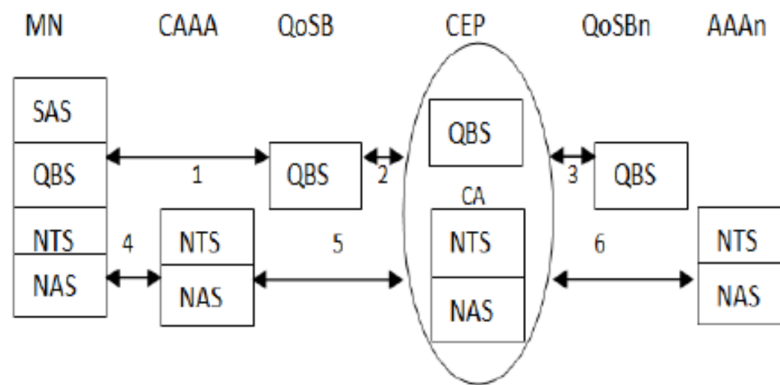 MN CAAA QoSB CEP QoSBn AAAn
SAS
QBS
QBS 1 QBS 2 3 QBS
CA
NTS 4 NTS 5 NTS 6 NTS
NAS NAS NAS NAS